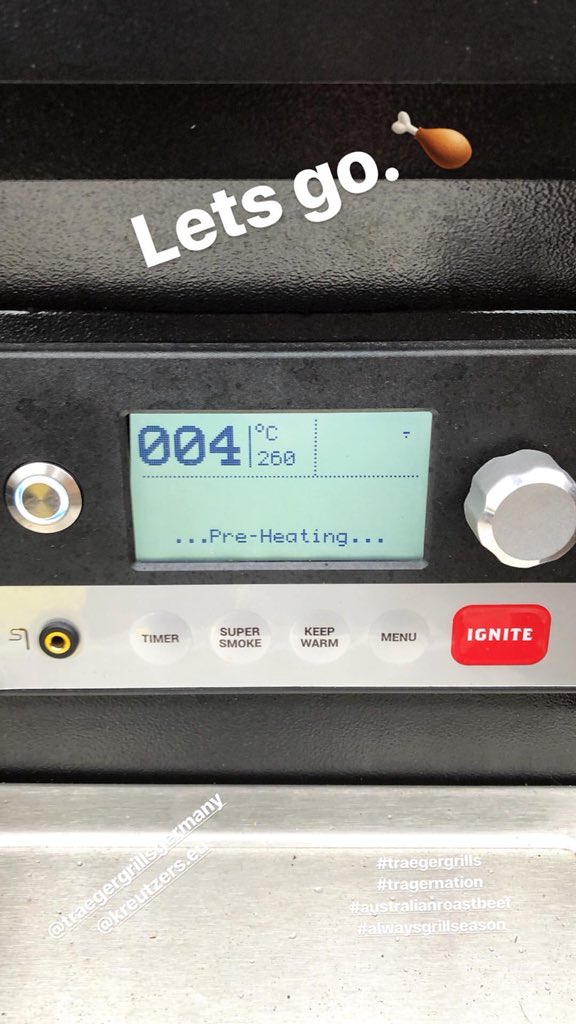 Lets go.
004 °C
260
...Pre-Heating...
TIMER
SUPER
SMOKE
KEEP
WARM
MENU
IGNITE
@traegergrillsgermany
@kreutzers.eu
#traegergrills
#tragernation
#australianroastbeef
#alwaysgrillseason